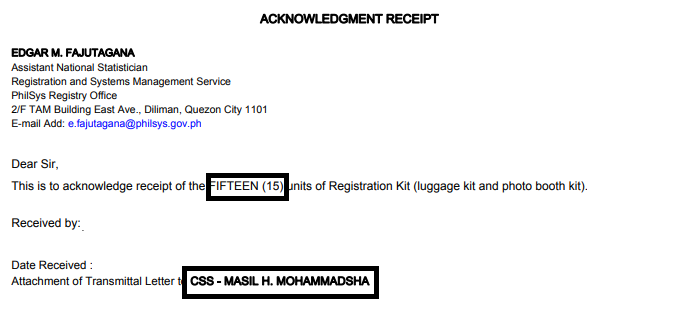 ACKNOWLEDGMENT RECEIPT
EDGAR M. FAJUTAGANA
Assistant National Statistician
Registration and Systems Management Service
PhilSys Registry Office
2/F TAM Building East Ave., Diliman, Quezon City 1101
E-mail Add: e.fajutagana@philsys.gov.ph
Dear Sir,
This is to acknowledge receipt of the FIFTEEN (15) units of Registration Kit (luggage kit and photo booth kit).
Received by:
Date Received :
Attachment of Transmittal Letter to CSS - MASIL H. MOHAMMADSHA